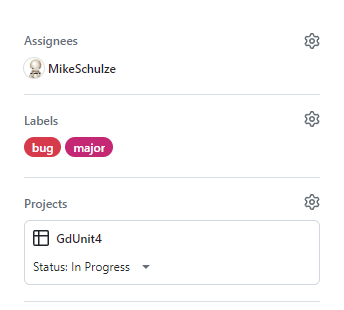 Assignees
MikeSchulze
Labels
bug major
Projects
GdUnit4
Status: In Progress